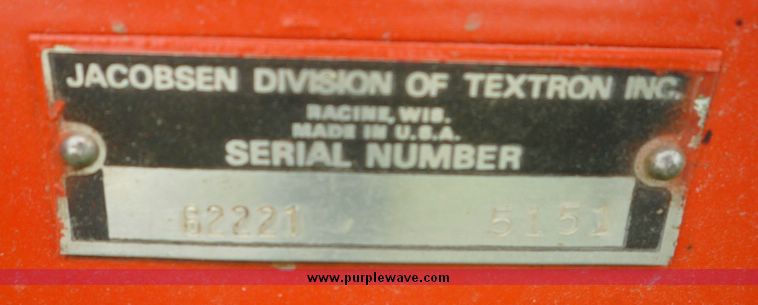 JACOBSEN DIVISION OF TEXTRON INC.
RACINE, WIS.
MADE IN U.S.A.
SERIAL NUMBER
62221 5151
www.purplewave.com